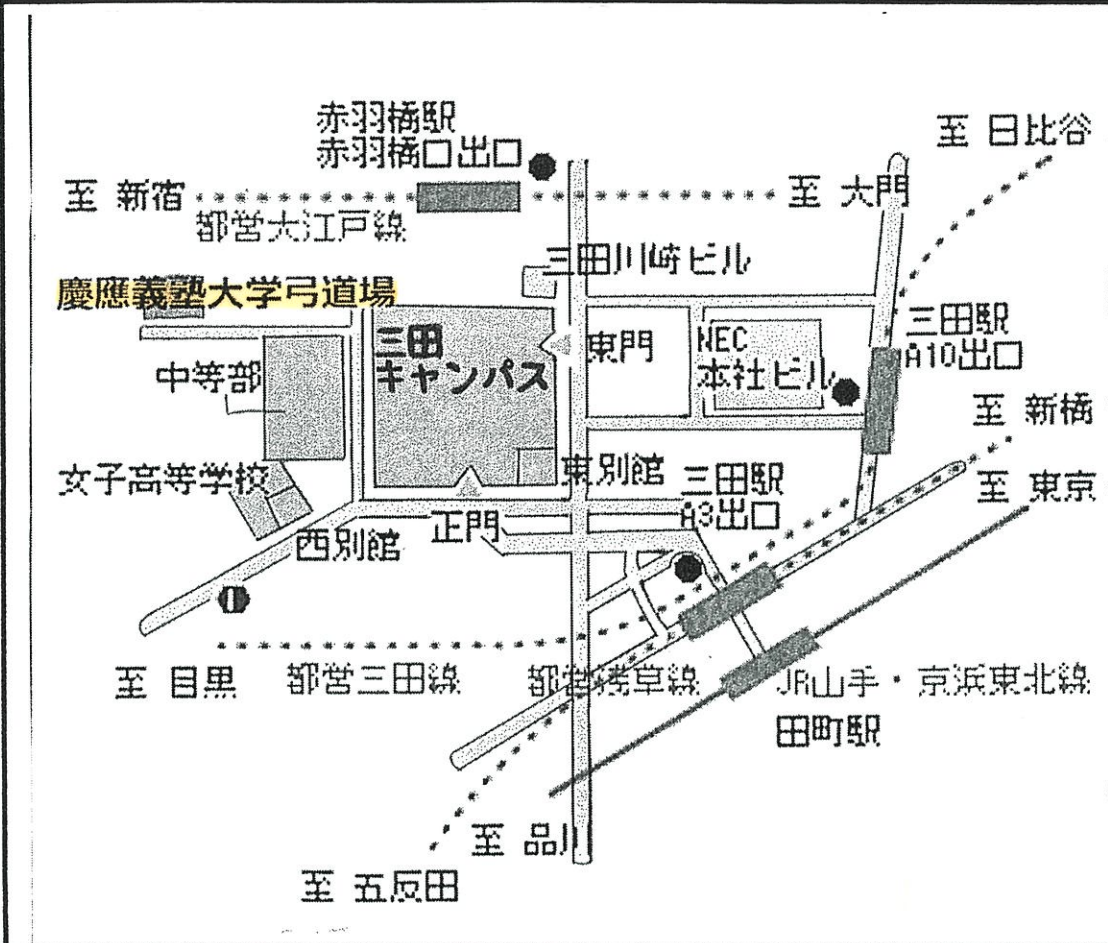 赤羽橋駅
赤羽橋口出口
至 日比谷
至 新宿
至 大門
都営大江戸線
三田川崎ビル
慶應義塾大学弓道場
三田
キャンパス
東門
NEC
本社ビル
三田駅
A10出口
中等部
至 新橋
女子高等学校
東別館
三田駅
A3出口
至 東京
正門
西別館
至 目黒
都営三田線
都営浅草線
JR山手・京浜東北線
田町駅
至 品川
至 五反田